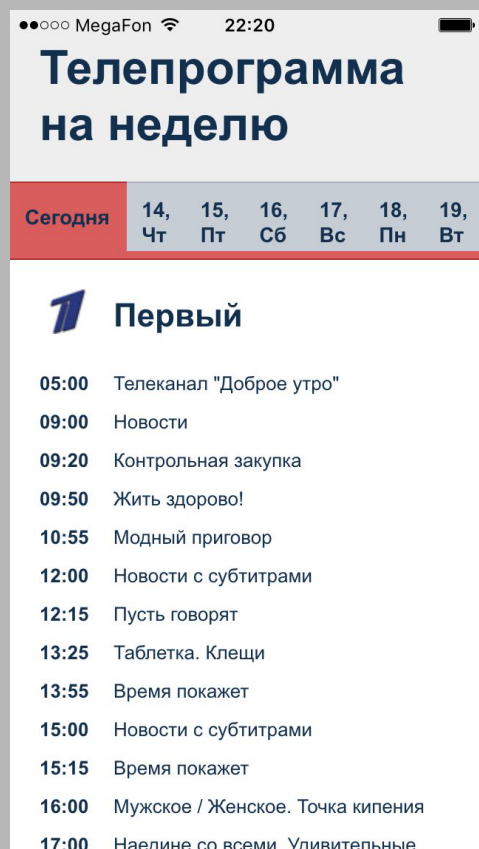 MegaFon 22:20
Телепрограмма
на неделю
Сегодня 14, Чт 15, Пт 16, Сб 17, Вс 18, Пн 19, Вт
Первый
05:00 Телеканал "Доброе утро"
09:00 Новости
09:20 Контрольная закупка
09:50 Жить здорово!
10:55 Модный приговор
12:00 Новости с субтитрами
12:15 Пусть говорят
13:25 Таблетка. Клещи
13:55 Время покажет
15:00 Новости с субтитрами
15:15 Время покажет
16:00 Мужское / Женское. Точка кипения
17:00 Наедине со всеми. Удивительные